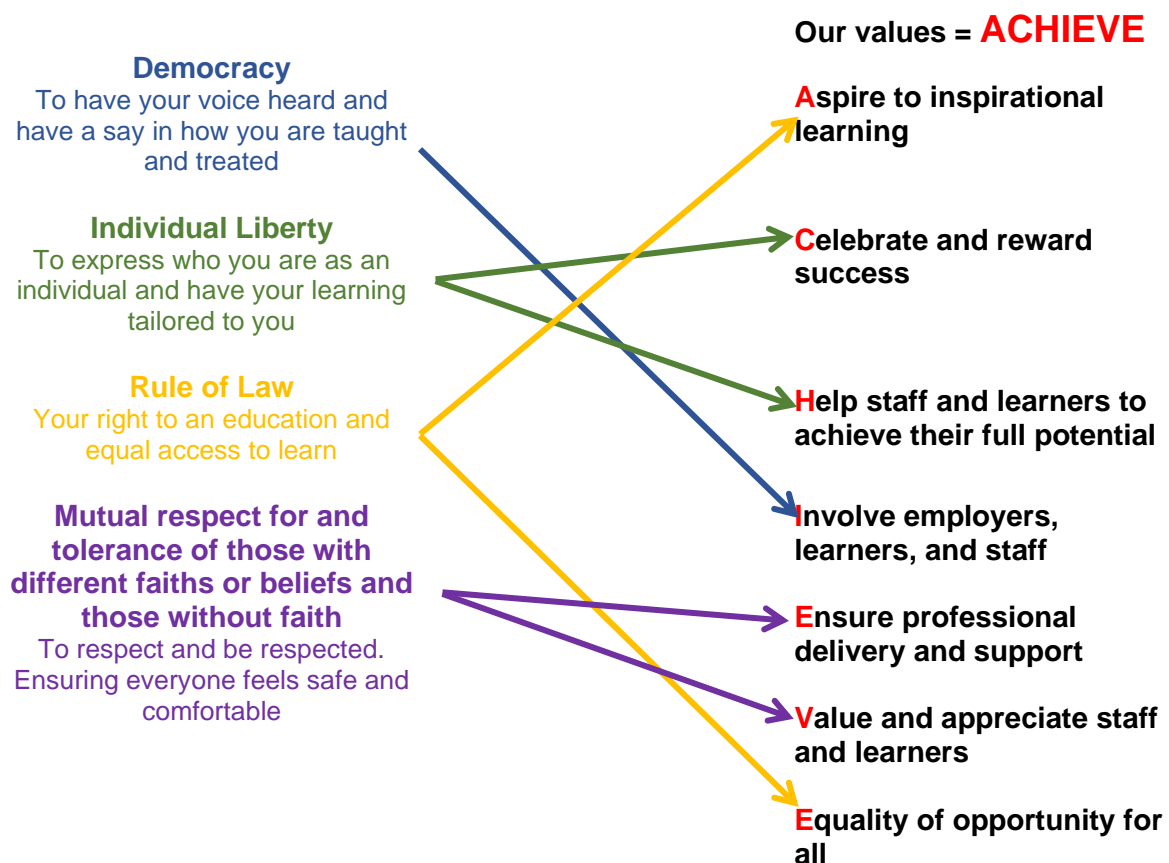 Our values = ACHIEVE
Democracy
To have your voice heard and
have a say in how you are taught
and treated
Individual Liberty
To express who you are as an
individual and have your learning
tailored to you
Rule of Law
Your right to an education and
equal access to learn
Mutual respect for and
tolerance of those with
different faiths or beliefs and
those without faith
To respect and be respected.
Ensuring everyone feels safe and
comfortable
Aspire to inspirational
learning
Celebrate and reward
success
Help staff and learners to
achieve their full potential
Involve employers,
learners, and staff
Ensure professional
delivery and support
Value and appreciate staff
and learners
Equality of opportunity for
all